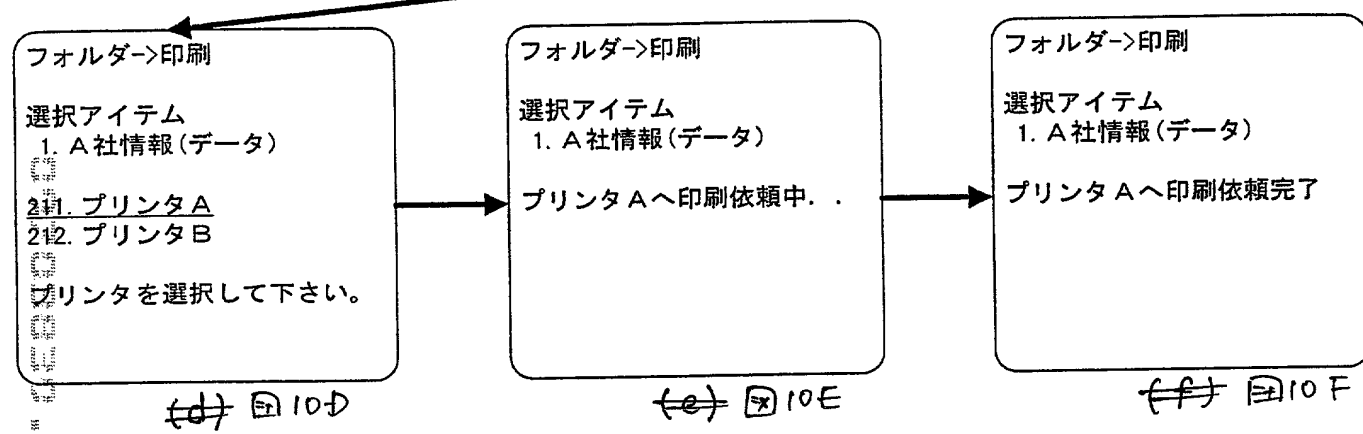 フォルダー->印刷
選択アイテム
1. A社情報(データ)
211. プリンタA
212. プリンタB
プリンタを選択して下さい。
(d) 図10D
フォルダー->印刷
選択アイテム
1. A社情報(データ)
プリンタAへ印刷依頼中. .
(e) 図10E
フォルダー->印刷
選択アイテム
1. A社情報(データ)
プリンタAへ印刷依頼完了
(f) 図10F